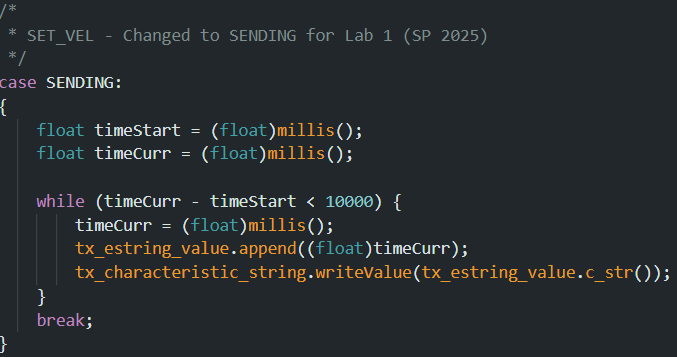 /*
 * SET_VEL - Changed to SENDING for Lab 1 (SP 2025)
 */
case SENDING:
{
    float timeStart = (float)millis();
    float timeCurr = (float)millis();

    while (timeCurr - timeStart < 10000) {
        timeCurr = (float)millis();
        tx_estring_value.append((float)timeCurr);
        tx_characteristic_string.writeValue(tx_estring_value.c_str());
    }
    break;
}